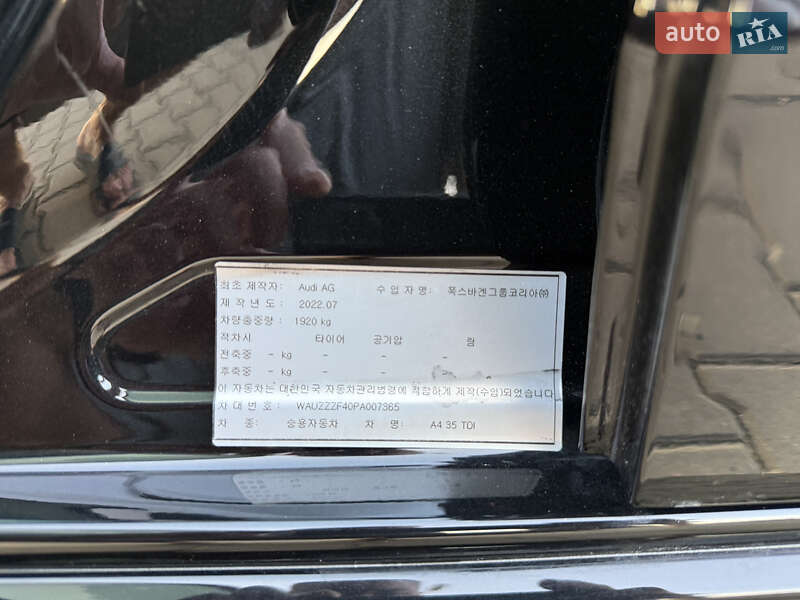 auto RIA .com
최초 제작자: Audi AG 수 입 자 명: 폭스바겐그룹코리아㈜
제 작 년 도 : 2022.07
차량총중량 : 1920 kg
적차시 타이어 공기압 림
전축중 - kg - - -
후축중 - kg - - -
이 자동차는 대한민국 자동차관리법령에 적합하게 제작(수입)되었습니다
차 대 번 호 : WAUZZZF40PA007365
차 종: 승용자동차 차 명: A4 35 TDI